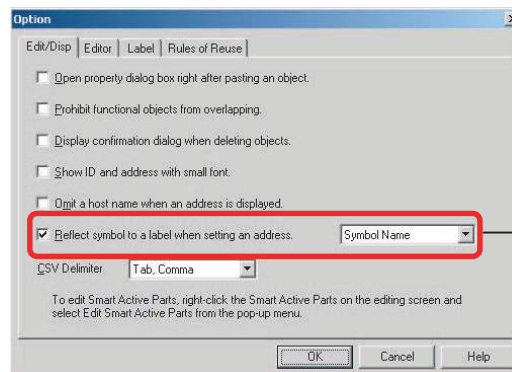 Option
Edit/Disp Editor Label Rules of Reuse
Open property dialog box right after pasting an object.
Prohibit functional objects from overlapping.
Display confirmation dialog when deleting objects.
Show ID and address with small font.
Omit a host name when an address is displayed.
Reflect symbol to a label when setting an address. Symbol Name
CSV Delimiter Tab, Comma
To edit Smart Active Parts, right-click the Smart Active Parts on the editing screen and
select Edit Smart Active Parts from the pop-up menu.
OK Cancel Help